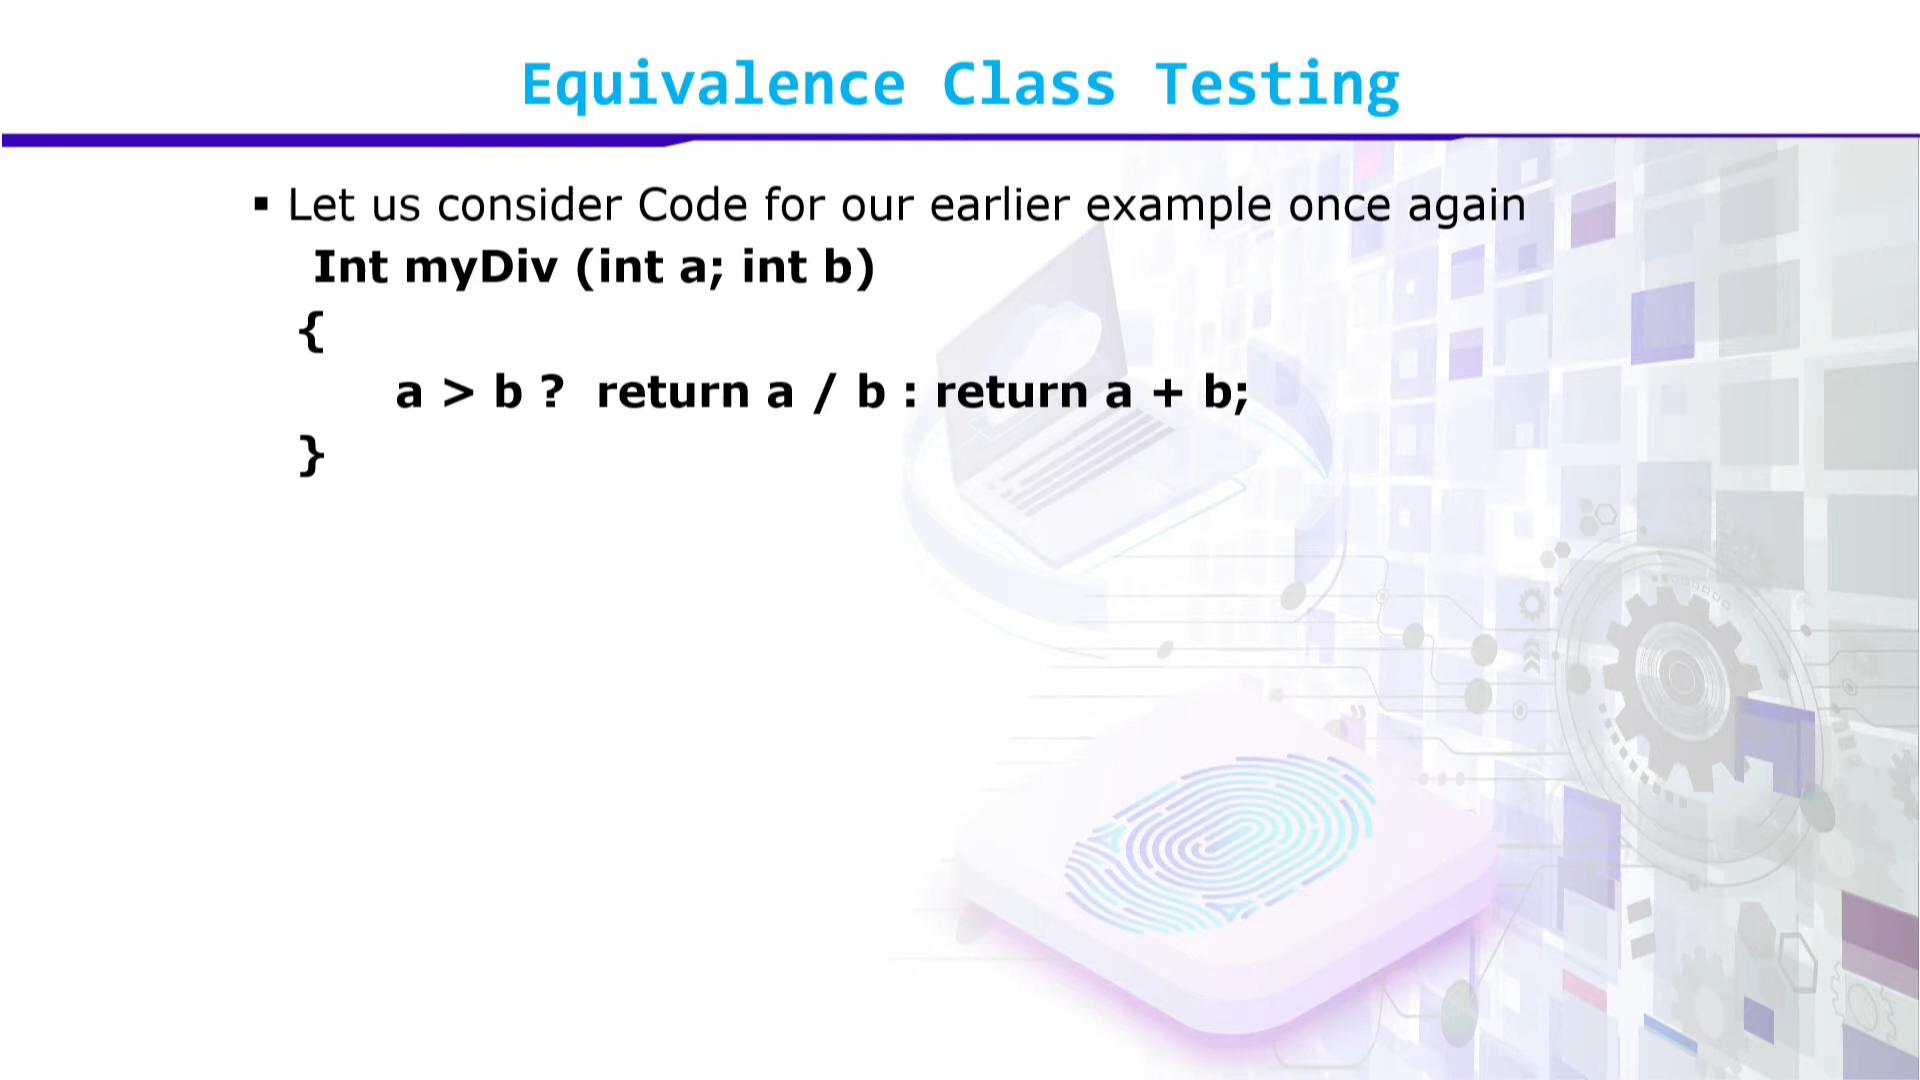 Equivalence Class Testing
▪ Let us consider Code for our earlier example once again
Int myDiv (int a; int b)
{
a > b ? return a / b : return a + b;
}